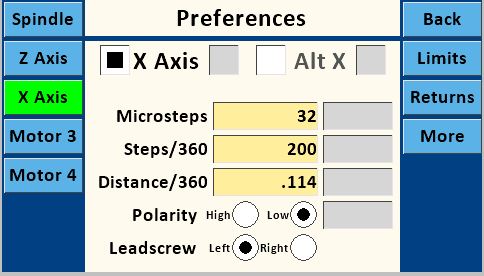 Spindle
Preferences
Back
Z Axis
X Axis
Alt X
Limits
X Axis
Returns
Microsteps 32
Motor 3
Steps/360 200
More
Motor 4
Distance/360 .114
Polarity High Low
Leadscrew Left Right